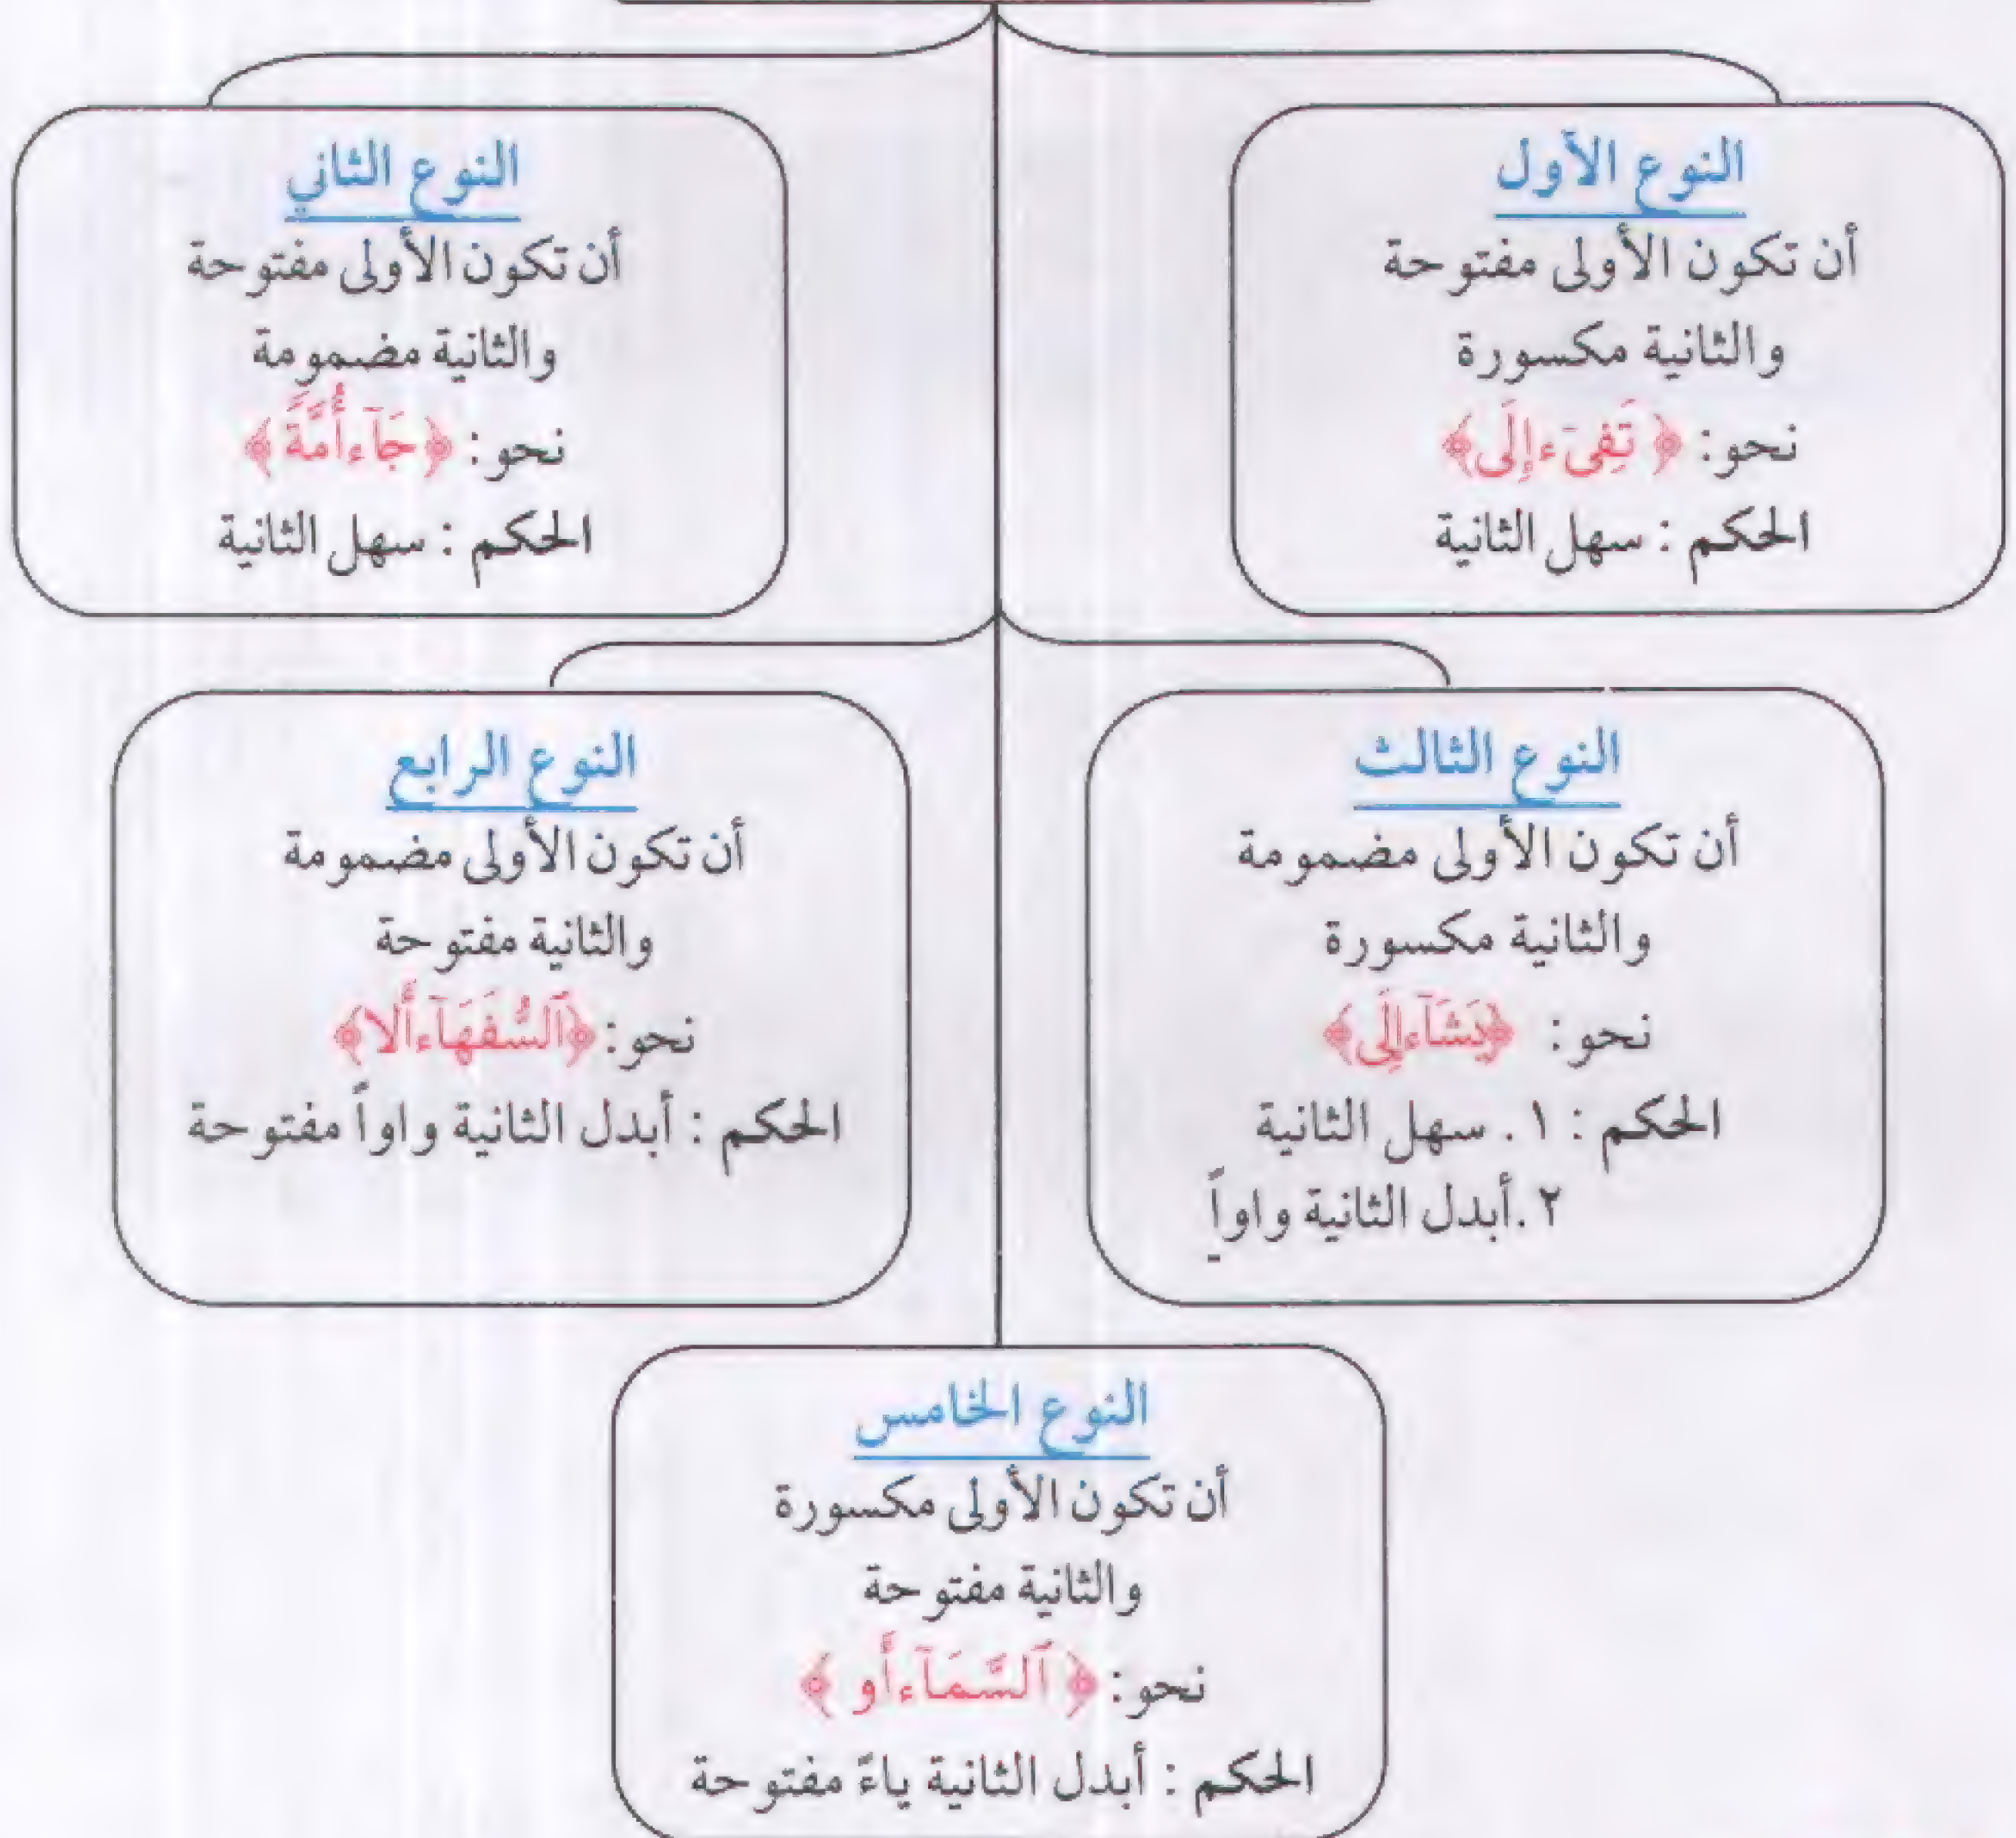 النوع الأول
أن تكون الأولى مفتوحة
والثانية مكسورة
نحو: ﴿ تَفِىٓءَ إِلَى﴾
الحكم : سهل الثانية
النوع الثاني
أن تكون الأولى مفتوحة
والثانية مضمومة
نحو: ﴿جَآءَ أُمَّةً﴾
الحكم : سهل الثانية
النوع الثالث
أن تكون الأولى مضمومة
والثانية مكسورة
نحو: ﴿يَشَآءُ إِلَى﴾
الحكم : ١. سهل الثانية
٢.أبدل الثانية واواً
النوع الرابع
أن تكون الأولى مضمومة
والثانية مفتوحة
نحو: ﴿ٱلسُّفَهَآءُ أَلا﴾
الحكم : أبدل الثانية واواً مفتوحة
النوع الخامس
أن تكون الأولى مكسورة
والثانية مفتوحة
نحو: ﴿ ٱلسَّمَآءِ أَو ﴾
الحكم : أبدل الثانية ياءً مفتوحة